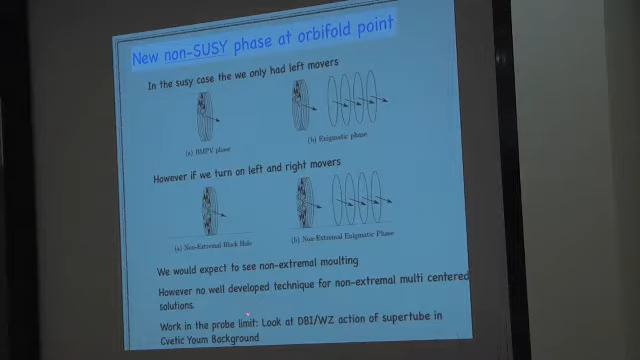 New non-SUSY phase at orbifold point
In the susy case the we only had left movers
(a) BMPV phase
(b) Enigmatic phase
However if we turn on left and right movers
(a) Non-Extremal Black Hole
(b) Non-Extremal Enigmatic Phase
We would expect to see non-extremal moulting
However no well developed technique for non-extremal multi centered
solutions.
Work in the probe limit: Look at DBI/WZ action of supertube in
Cvetic Youm Background